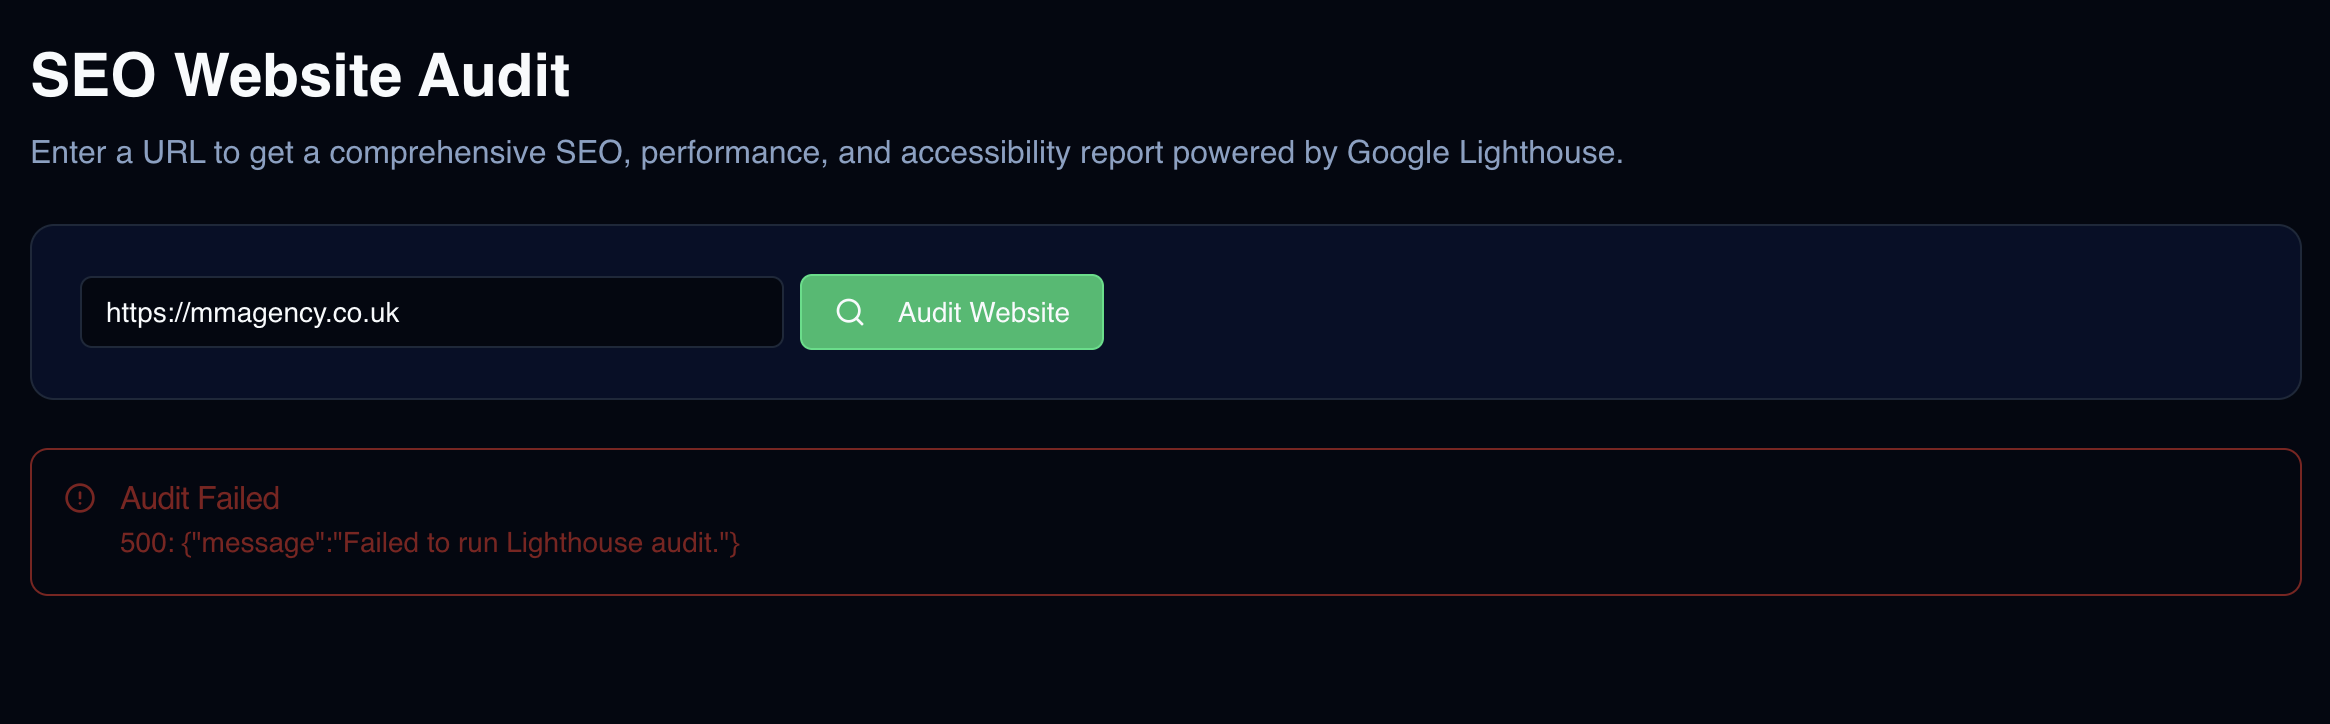 SEO Website Audit
Enter a URL to get a comprehensive SEO, performance, and accessibility report powered by Google Lighthouse.
https://mmagency.co.uk
Audit Website
Audit Failed
500: {"message":"Failed to run Lighthouse audit."}